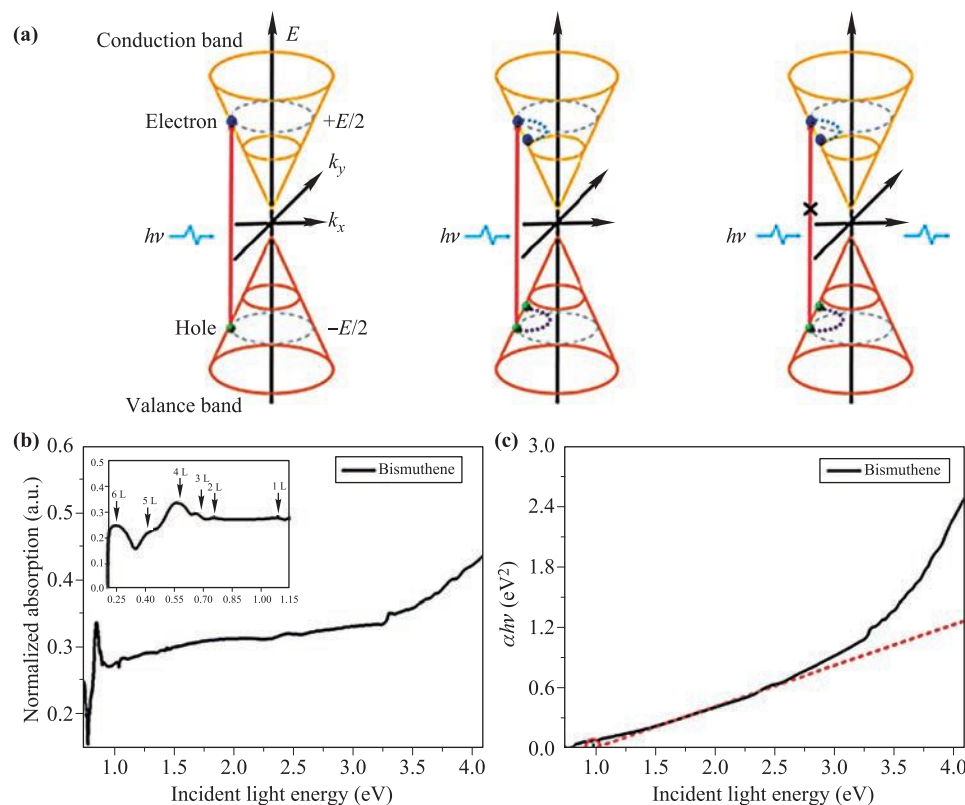 (a)
Conduction band
E
Electron
+E/2
k_y
k_x
hν
hν
hν
Hole
−E/2
Valance band
(b)
0.6
0.5
0.4
0.3
0.2
Normalized absorption (a.u.)
Bismuthene
0.5
0.4
0.3
0.2
0.1
0.0
6 L
5 L
4 L
3 L
2 L
1 L
0.25 0.40 0.55 0.70 0.85 1.00 1.15
1.0 1.5 2.0 2.5 3.0 3.5 4.0
Incident light energy (eV)
(c)
3.0
2.4
1.8
1.2
0.6
0.0
αhν (eV²)
Bismuthene
1.0 1.5 2.0 2.5 3.0 3.5 4.0
Incident light energy (eV)